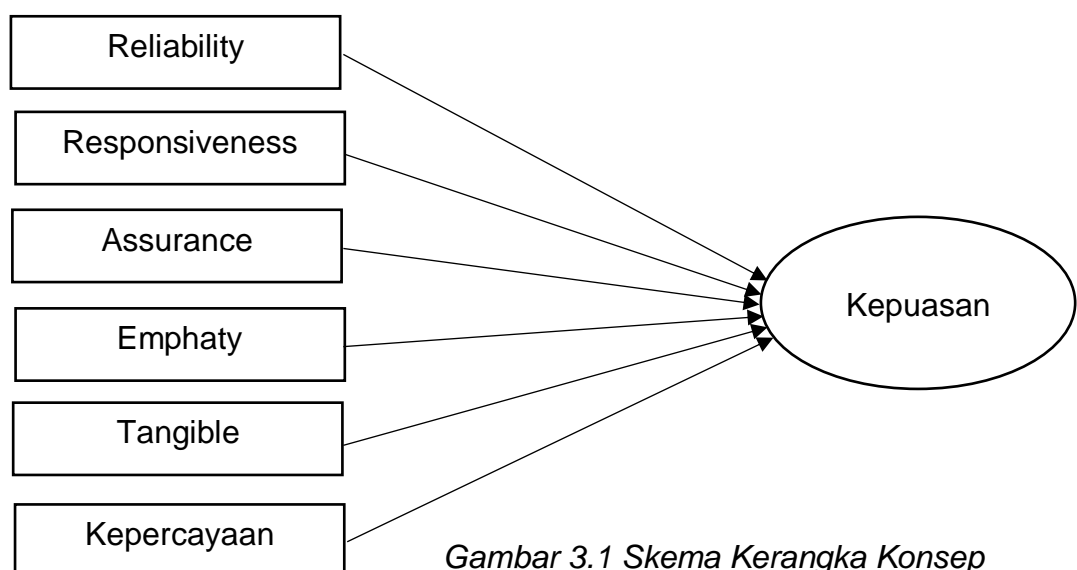 Reliability
Responsiveness
Assurance
Emphaty
Tangible
Kepercayaan
Kepuasan
Gambar 3.1 Skema Kerangka Konsep